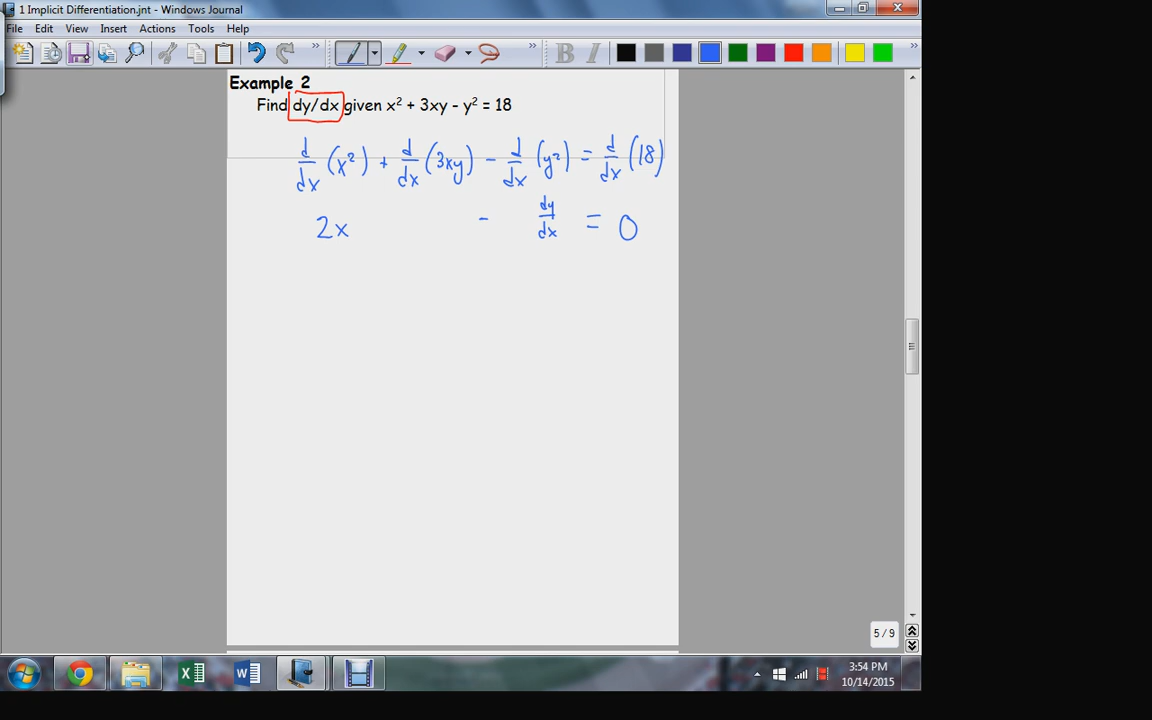 1 Implicit Differentiation.jnt - Windows Journal
File Edit View Insert Actions Tools Help
B I
Example 2
Find dy/dx given x² + 3xy - y² = 18
d/dx (x²) + d/dx (3xy) - d/dx (y²) = d/dx (18)
2x - dy/dx = 0
5 / 9
3:54 PM
10/14/2015